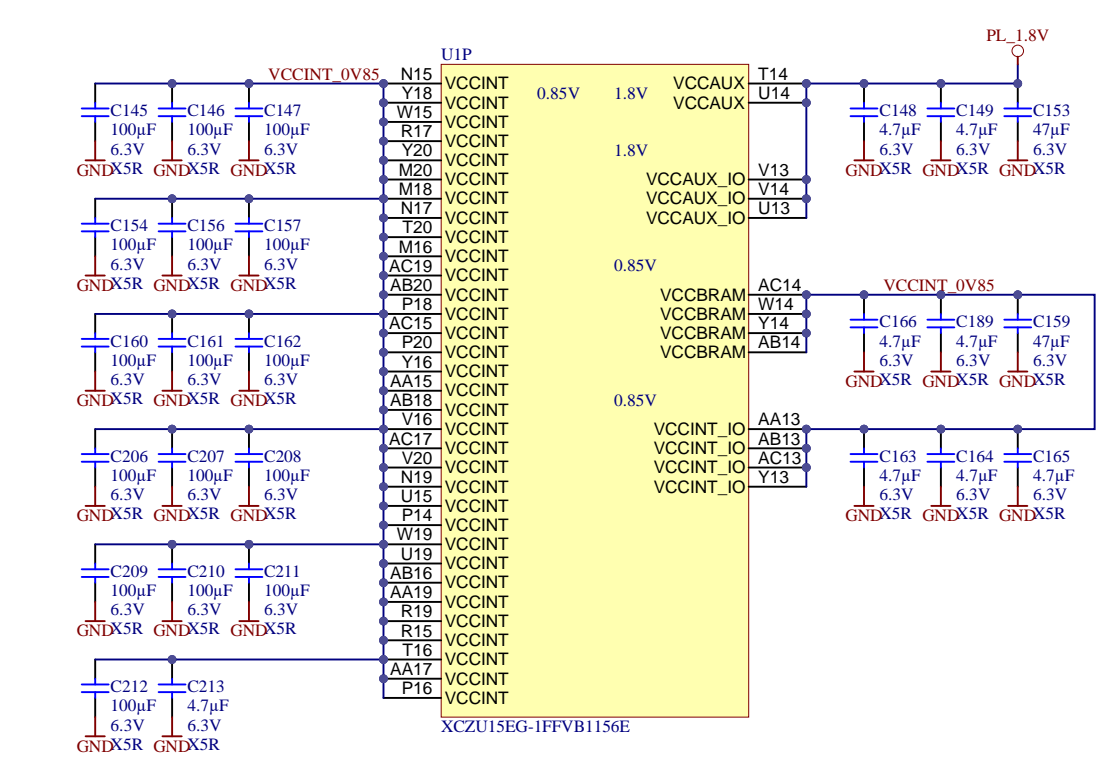 PL_1.8V
U1P
VCCINT_0V85
N15 VCCINT
Y18 VCCINT
W15 VCCINT
R17 VCCINT
Y20 VCCINT
M20 VCCINT
M18 VCCINT
N17 VCCINT
T20 VCCINT
M16 VCCINT
AC19 VCCINT
AB20 VCCINT
P18 VCCINT
AC15 VCCINT
P20 VCCINT
Y16 VCCINT
AA15 VCCINT
AB18 VCCINT
V16 VCCINT
AC17 VCCINT
V20 VCCINT
N19 VCCINT
U15 VCCINT
P14 VCCINT
W19 VCCINT
U19 VCCINT
AB16 VCCINT
AA19 VCCINT
R19 VCCINT
R15 VCCINT
T16 VCCINT
AA17 VCCINT
P16 VCCINT
0.85V 1.8V
1.8V
0.85V
0.85V
VCCAUX T14
VCCAUX U14
VCCAUX_IO V13
VCCAUX_IO V14
VCCAUX_IO U13
VCCBRAM AC14
VCCBRAM W14
VCCBRAM Y14
VCCBRAM AB14
VCCINT_IO AA13
VCCINT_IO AB13
VCCINT_IO AC13
VCCINT_IO Y13
XCZU15EG-1FFVB1156E
C145 C146 C147
100µF 100µF 100µF
6.3V 6.3V 6.3V
GND X5R GND X5R GND X5R
C154 C156 C157
100µF 100µF 100µF
6.3V 6.3V 6.3V
GND X5R GND X5R GND X5R
C160 C161 C162
100µF 100µF 100µF
6.3V 6.3V 6.3V
GND X5R GND X5R GND X5R
C206 C207 C208
100µF 100µF 100µF
6.3V 6.3V 6.3V
GND X5R GND X5R GND X5R
C209 C210 C211
100µF 100µF 100µF
6.3V 6.3V 6.3V
GND X5R GND X5R GND X5R
C212 C213
100µF 4.7µF
6.3V 6.3V
GND X5R GND X5R
C148 C149 C153
4.7µF 4.7µF 47µF
6.3V 6.3V 6.3V
GND X5R GND X5R GND X5R
VCCINT_0V85
C166 C189 C159
4.7µF 4.7µF 47µF
6.3V 6.3V 6.3V
GND X5R GND X5R GND X5R
C163 C164 C165
4.7µF 4.7µF 4.7µF
6.3V 6.3V 6.3V
GND X5R GND X5R GND X5R